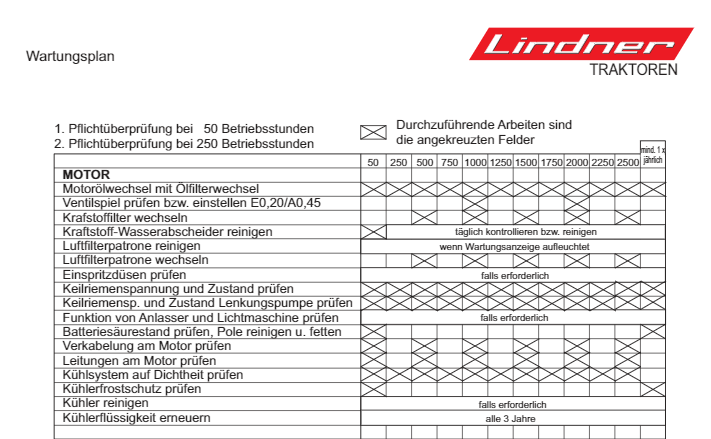 Lindner
Wartungsplan
TRAKTOREN
1. Pflichtüberprüfung bei 50 Betriebsstunden
2. Pflichtüberprüfung bei 250 Betriebsstunden
Durchzuführende Arbeiten sind
die angekreuzten Felder
mind. 1 x
jährlich
50 250 500 750 1000 1250 1500 1750 2000 2250 2500
MOTOR
Motorölwechsel mit Ölfilterwechsel
Ventilspiel prüfen bzw. einstellen E0,20/A0,45
Krafstoffilter wechseln
Kraftstoff-Wasserabscheider reinigen täglich kontrollieren bzw. reinigen
Luftfilterpatrone reinigen wenn Wartungsanzeige aufleuchtet
Luftfilterpatrone wechseln
Einspritzdüsen prüfen falls erforderlich
Keilriemenspannung und Zustand prüfen
Keilriemensp. und Zustand Lenkungspumpe prüfen
Funktion von Anlasser und Lichtmaschine prüfen falls erforderlich
Batteriesäurestand prüfen, Pole reinigen u. fetten
Verkabelung am Motor prüfen
Leitungen am Motor prüfen
Kühlsystem auf Dichtheit prüfen
Kühlerfrostschutz prüfen
Kühler reinigen falls erforderlich
Kühlerflüssigkeit erneuern alle 3 Jahre